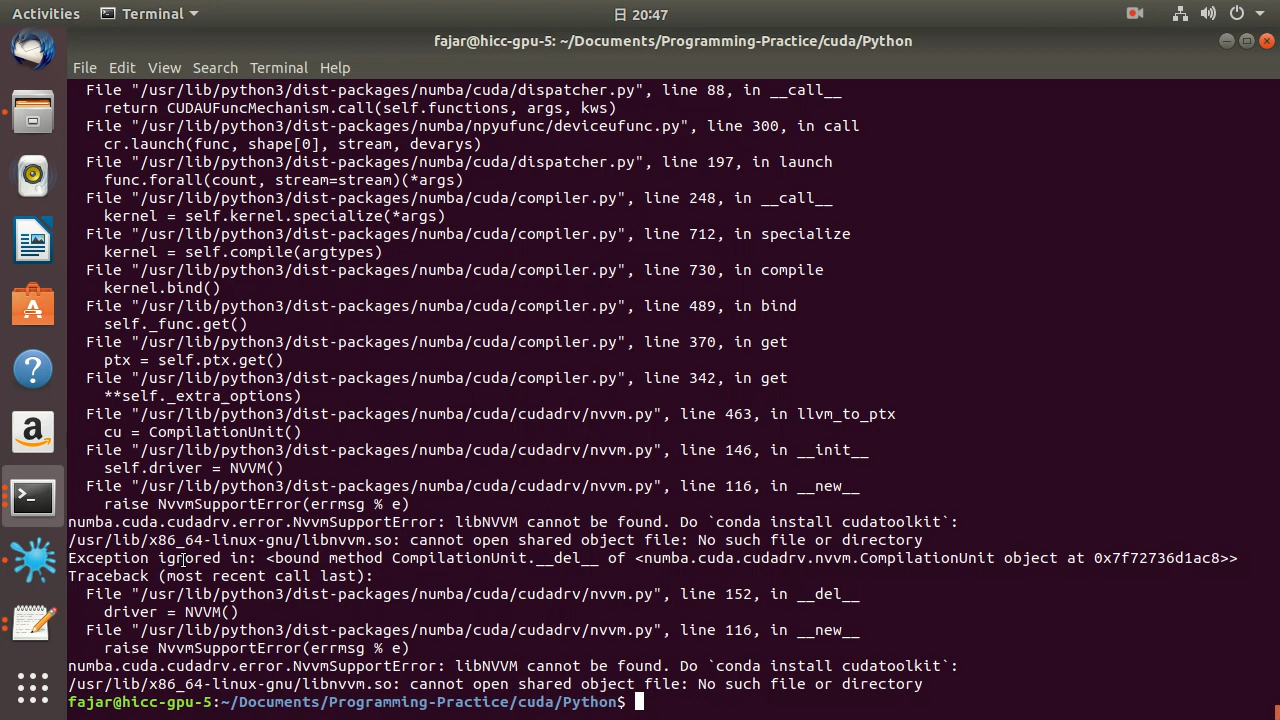 Activities Terminal 日 20:47
fajar@hicc-gpu-5: ~/Documents/Programming-Practice/cuda/Python
File Edit View Search Terminal Help
File "/usr/lib/python3/dist-packages/numba/cuda/dispatcher.py", line 88, in __call__
return CUDAUFuncMechanism.call(self.functions, args, kws)
File "/usr/lib/python3/dist-packages/numba/npyufunc/deviceufunc.py", line 300, in call
cr.launch(func, shape[0], stream, devarys)
File "/usr/lib/python3/dist-packages/numba/cuda/dispatcher.py", line 197, in launch
func.forall(count, stream=stream)(*args)
File "/usr/lib/python3/dist-packages/numba/cuda/compiler.py", line 248, in __call__
kernel = self.kernel.specialize(*args)
File "/usr/lib/python3/dist-packages/numba/cuda/compiler.py", line 712, in specialize
kernel = self.compile(argtypes)
File "/usr/lib/python3/dist-packages/numba/cuda/compiler.py", line 730, in compile
kernel.bind()
File "/usr/lib/python3/dist-packages/numba/cuda/compiler.py", line 489, in bind
self._func.get()
File "/usr/lib/python3/dist-packages/numba/cuda/compiler.py", line 370, in get
ptx = self.ptx.get()
File "/usr/lib/python3/dist-packages/numba/cuda/compiler.py", line 342, in get
**self._extra_options)
File "/usr/lib/python3/dist-packages/numba/cuda/cudadrv/nvvm.py", line 463, in llvm_to_ptx
cu = CompilationUnit()
File "/usr/lib/python3/dist-packages/numba/cuda/cudadrv/nvvm.py", line 146, in __init__
self.driver = NVVM()
File "/usr/lib/python3/dist-packages/numba/cuda/cudadrv/nvvm.py", line 116, in __new__
raise NvvmSupportError(errmsg % e)
numba.cuda.cudadrv.error.NvvmSupportError: libNVVM cannot be found. Do `conda install cudatoolkit`:
/usr/lib/x86_64-linux-gnu/libnvvm.so: cannot open shared object file: No such file or directory
Exception ignored in: <bound method CompilationUnit.__del__ of <numba.cuda.cudadrv.nvvm.CompilationUnit object at 0x7f72736d1ac8>>
Traceback (most recent call last):
File "/usr/lib/python3/dist-packages/numba/cuda/cudadrv/nvvm.py", line 152, in __del__
driver = NVVM()
File "/usr/lib/python3/dist-packages/numba/cuda/cudadrv/nvvm.py", line 116, in __new__
raise NvvmSupportError(errmsg % e)
numba.cuda.cudadrv.error.NvvmSupportError: libNVVM cannot be found. Do `conda install cudatoolkit`:
/usr/lib/x86_64-linux-gnu/libnvvm.so: cannot open shared object file: No such file or directory
fajar@hicc-gpu-5:~/Documents/Programming-Practice/cuda/Python$